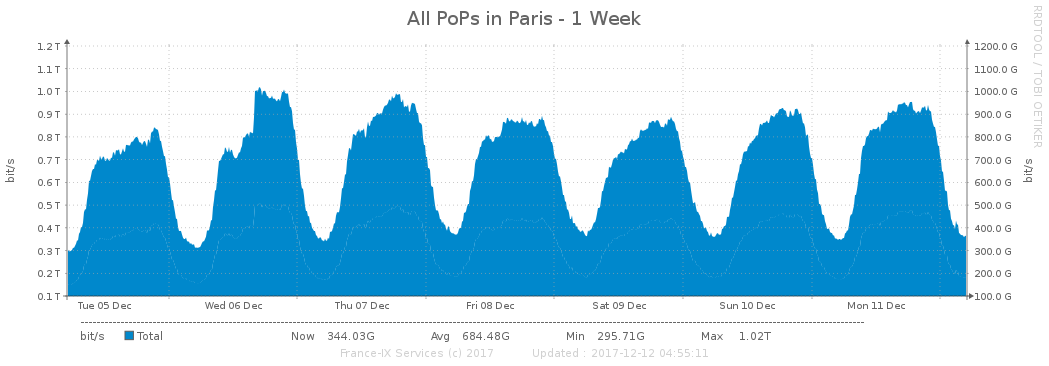 All PoPs in Paris - 1 Week
RRDTOOL / TOBI OETIKER
1.2 T 1200.0 G
1.1 T 1100.0 G
1.0 T 1000.0 G
0.9 T 900.0 G
0.8 T 800.0 G
0.7 T 700.0 G
0.6 T 600.0 G
0.5 T 500.0 G
0.4 T 400.0 G
0.3 T 300.0 G
0.2 T 200.0 G
0.1 T 100.0 G
bit/s bit/s
Tue 05 Dec Wed 06 Dec Thu 07 Dec Fri 08 Dec Sat 09 Dec Sun 10 Dec Mon 11 Dec
bit/s Total Now 344.03G Avg 684.48G Min 295.71G Max 1.02T
France-IX Services (c) 2017 Updated : 2017-12-12 04:55:11